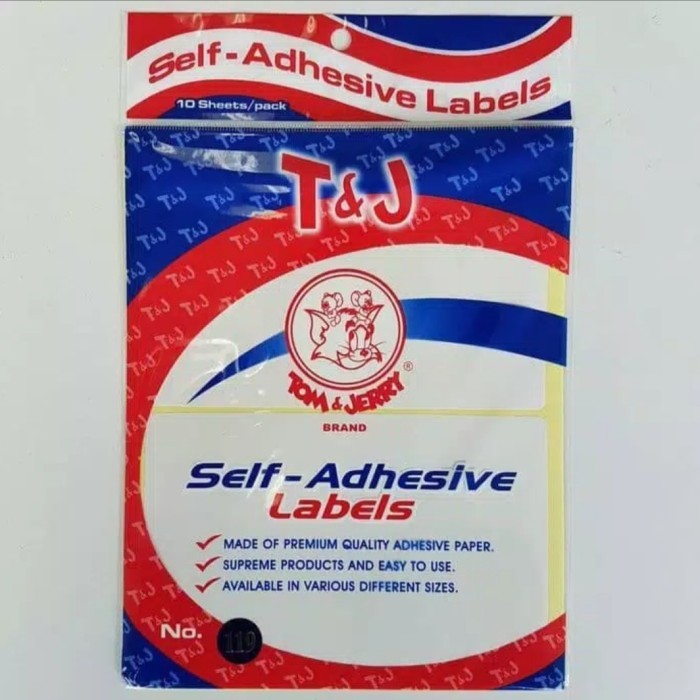 Self-Adhesive Labels
10 Sheets/pack
T&J
TOM & JERRY®
BRAND
Self-Adhesive
Labels
MADE OF PREMIUM QUALITY ADHESIVE PAPER.
SUPREME PRODUCTS AND EASY TO USE.
AVAILABLE IN VARIOUS DIFFERENT SIZES.
No. 119